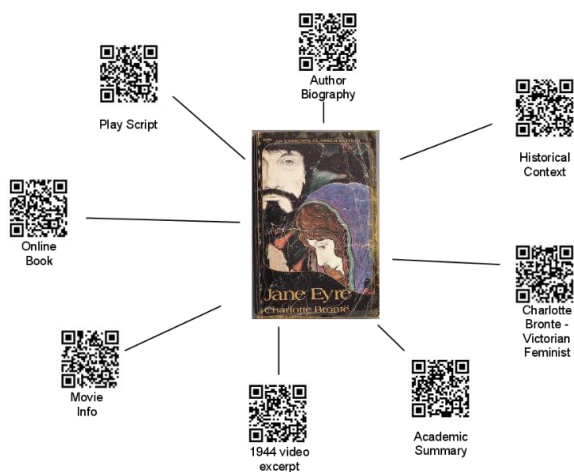 Author
Biography
Play Script
Historical
Context
Online
Book
Jane Eyre
Charlotte Brontë
Charlotte
Bronte -
Victorian
Feminist
Movie
Info
1944 video
excerpt
Academic
Summary